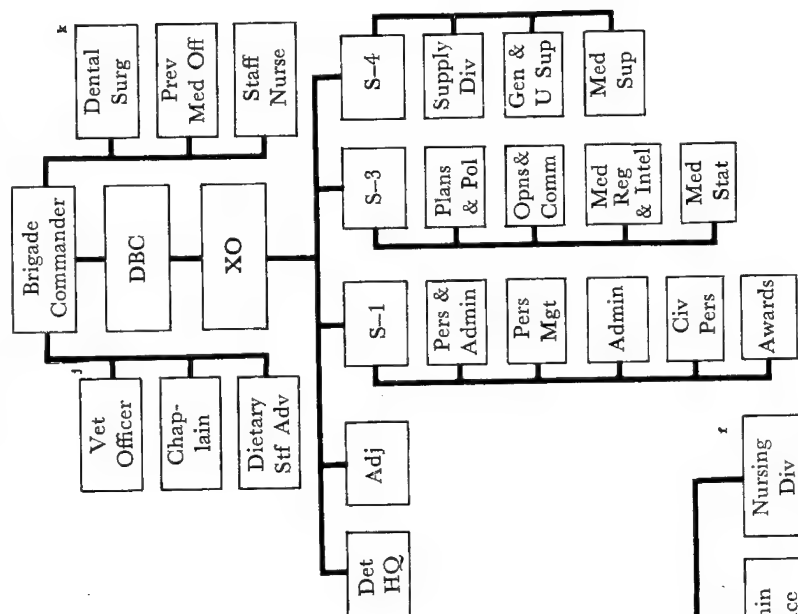 Brigade
Commander
DBC
XO
k
Dental
Surg
Prev
Med Off
Staff
Nurse
j
Vet
Officer
Chap-
lain
Dietary
Stf Adv
Det
HQ
Adj
S-1
Pers &
Admin
Pers
Mgt
Admin
Civ
Pers
Awards
S-3
Plans
& Pol
Opns&
Comm
Med
Reg
& Intel
Med
Stat
S-4
Supply
Div
Gen &
U Sup
Med
Sup
f
Nursing
Div